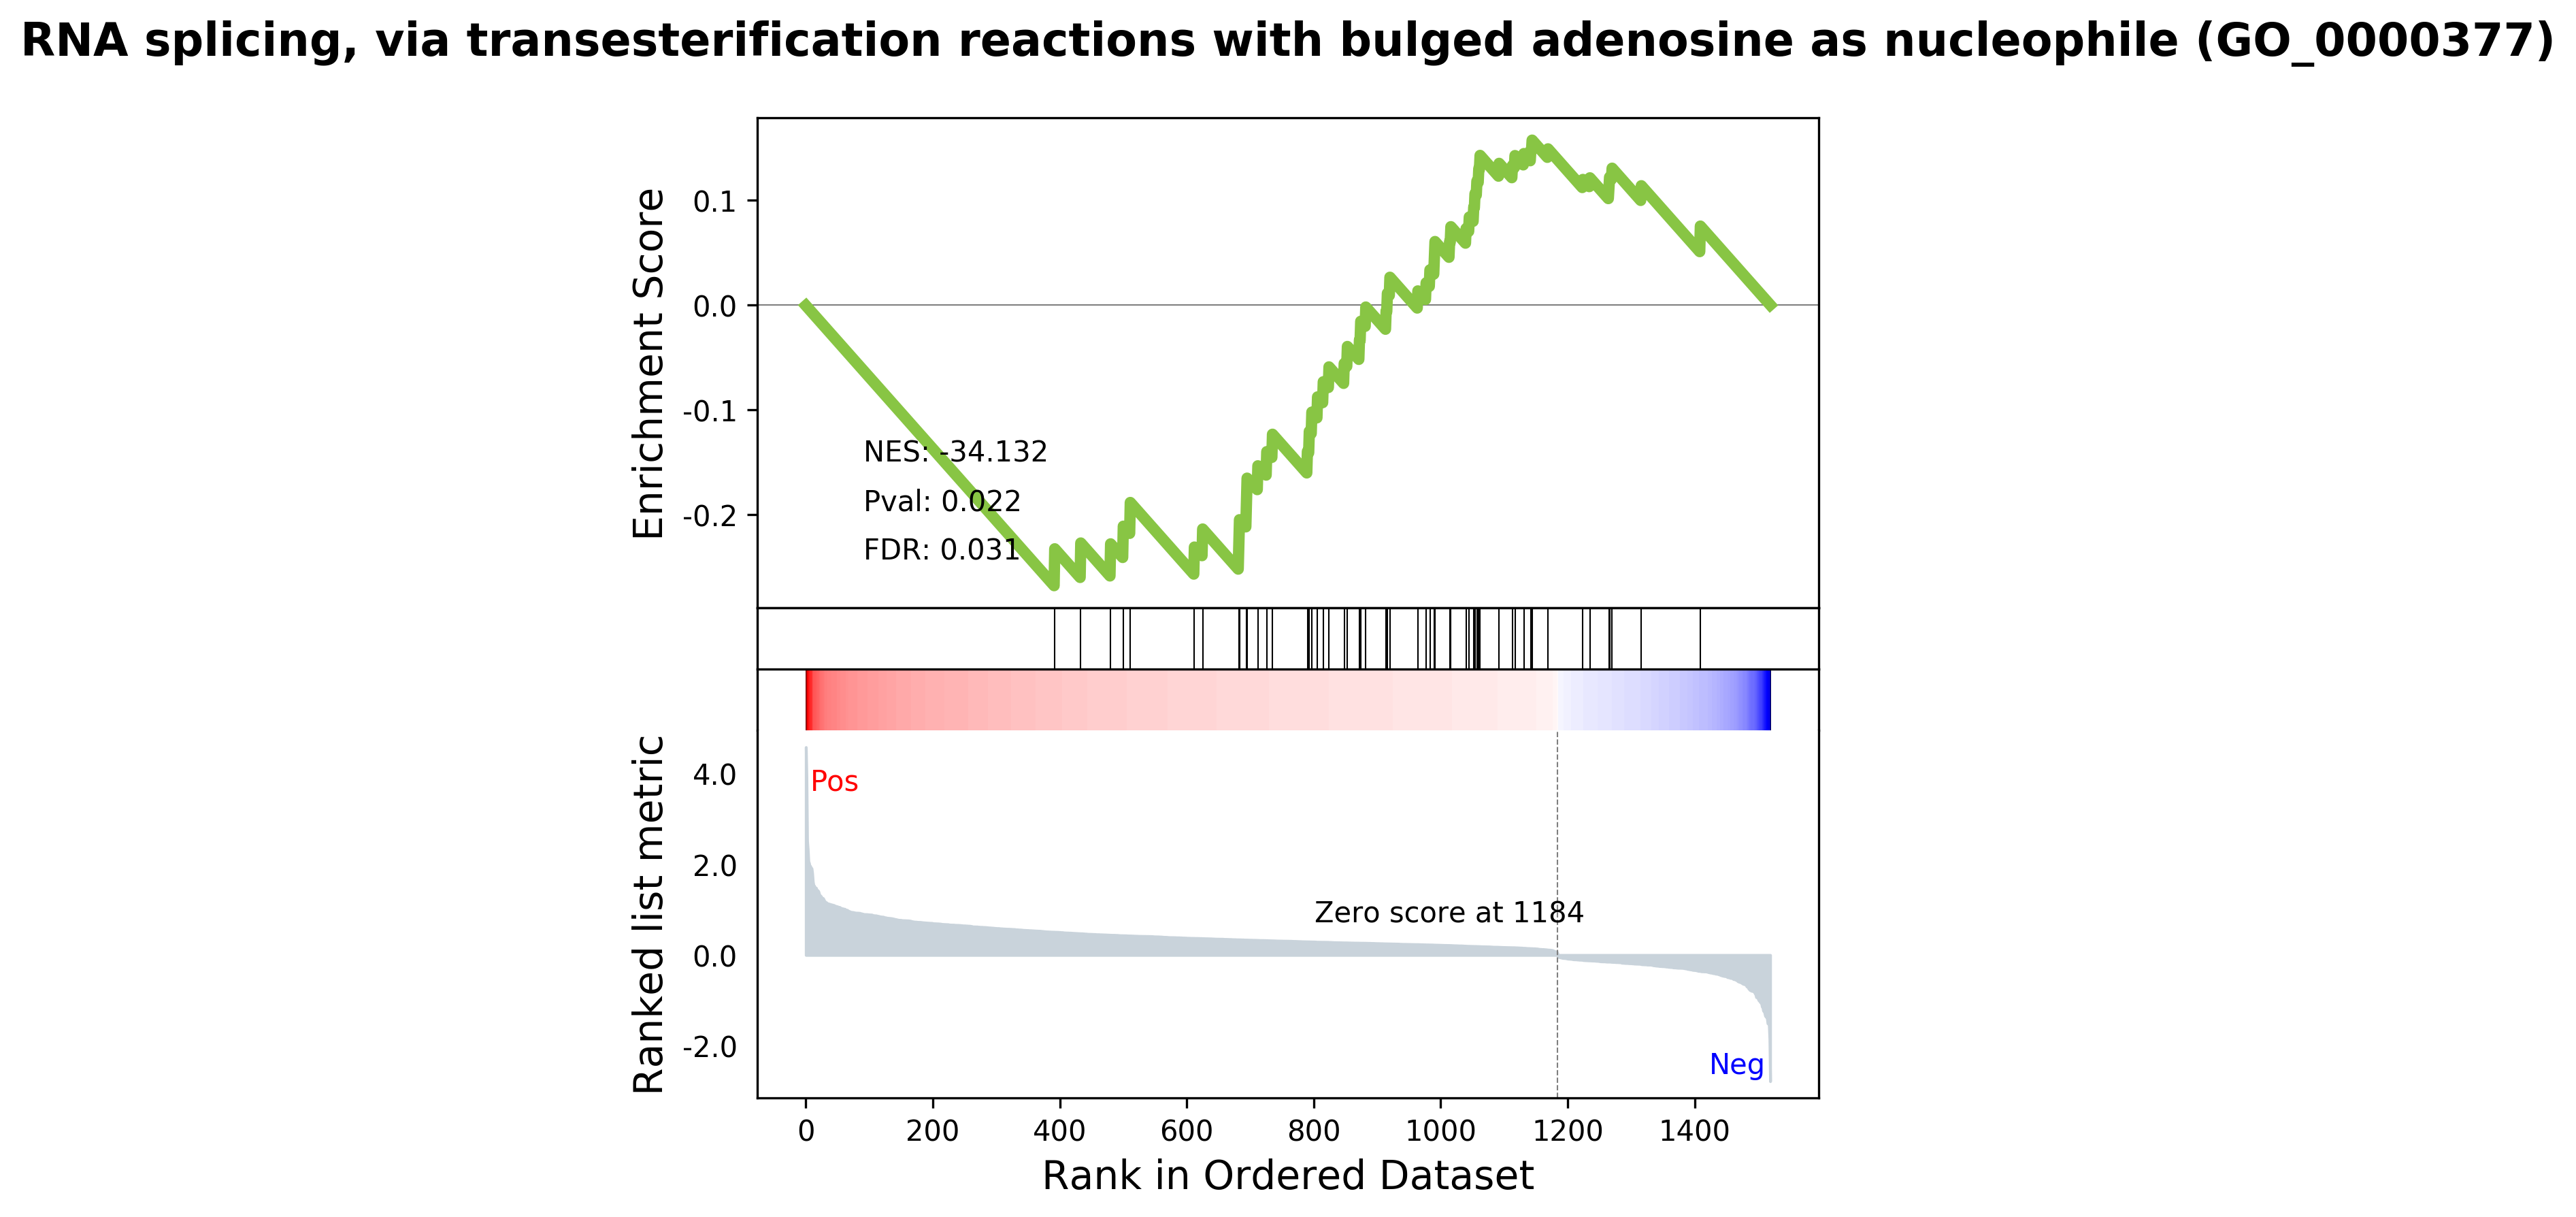 RNA splicing, via transesterification reactions with bulged adenosine as nucleophile (GO_0000377)
Enrichment Score
0.1
0.0
-0.1
-0.2
NES: -34.132
Pval: 0.022
FDR: 0.031
Ranked list metric
4.0
2.0
0.0
-2.0
Pos
Zero score at 1184
Neg
0 200 400 600 800 1000 1200 1400
Rank in Ordered Dataset